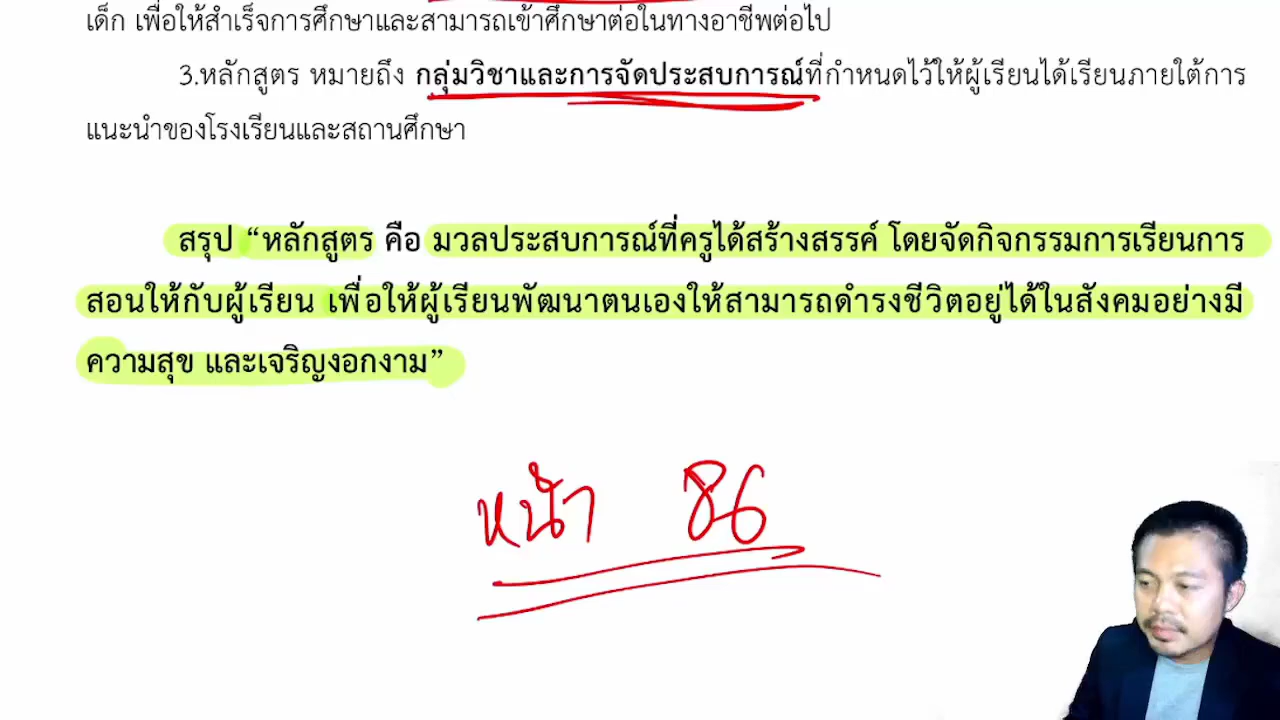 เด็ก เพื่อให้สำเร็จการศึกษาและสามารถเข้าศึกษาต่อในทางอาชีพต่อไป
3.หลักสูตร หมายถึง กลุ่มวิชาและการจัดประสบการณ์ที่กำหนดไว้ให้ผู้เรียนได้เรียนภายใต้การ
แนะนำของโรงเรียนและสถานศึกษา
สรุป “หลักสูตร คือ มวลประสบการณ์ที่ครูได้สร้างสรรค์ โดยจัดกิจกรรมการเรียนการ
สอนให้กับผู้เรียน เพื่อให้ผู้เรียนพัฒนาตนเองให้สามารถดำรงชีวิตอยู่ได้ในสังคมอย่างมี
ความสุข และเจริญงอกงาม”
หน้า 86